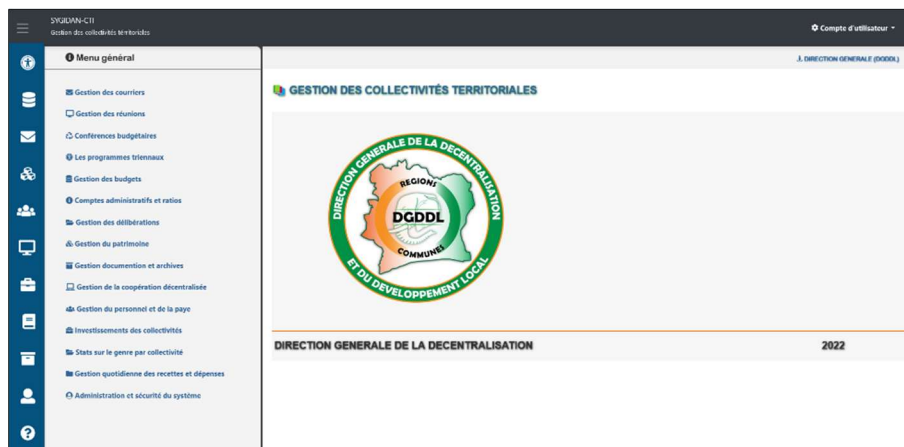 SYGIDAN-CTI
Gestion des collectivités térritoriales
Compte d'utilisateur
Menu général
DIRECTION GENERALE (DGDDL)
Gestion des courriers
Gestion des réunions
Conférences budgétaires
Les programmes triennaux
Gestion des budgets
Comptes administratifs et ratios
Gestion des délibérations
Gestion du patrimoine
Gestion documention et archives
Gestion de la coopération décentralisée
Gestion du personnel et de la paye
Investissements des collectivités
Stats sur le genre par collectivité
Gestion quotidienne des recettes et dépenses
Administration et sécurité du système
GESTION DES COLLECTIVITÉS TERRITORIALES
DIRECTION GENERALE DE LA DECENTRALISATION
ET DU DEVELOPPEMENT LOCAL
REGIONS
DGDDL
COMMUNES
DIRECTION GENERALE DE LA DECENTRALISATION
2022